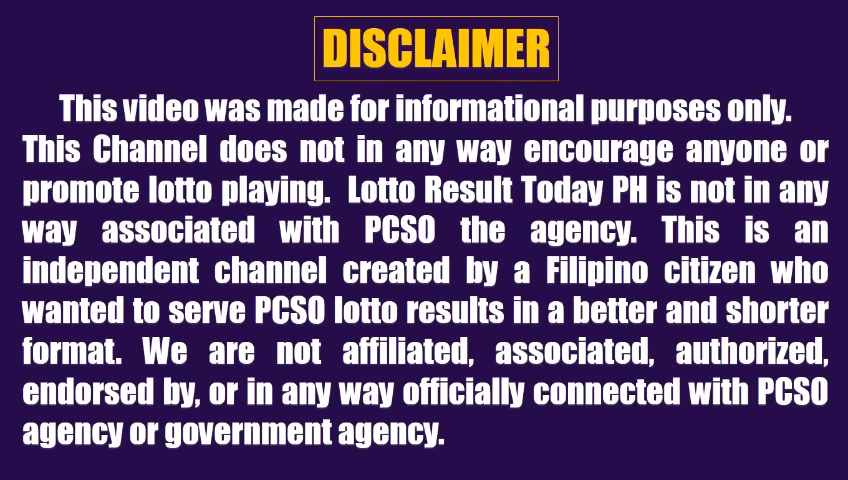 DISCLAIMER
This video was made for informational purposes only.
This Channel does not in any way encourage anyone or
promote lotto playing. Lotto Result Today PH is not in any
way associated with PCSO the agency. This is an
independent channel created by a Filipino citizen who
wanted to serve PCSO lotto results in a better and shorter
format. We are not affiliated, associated, authorized,
endorsed by, or in any way officially connected with PCSO
agency or government agency.